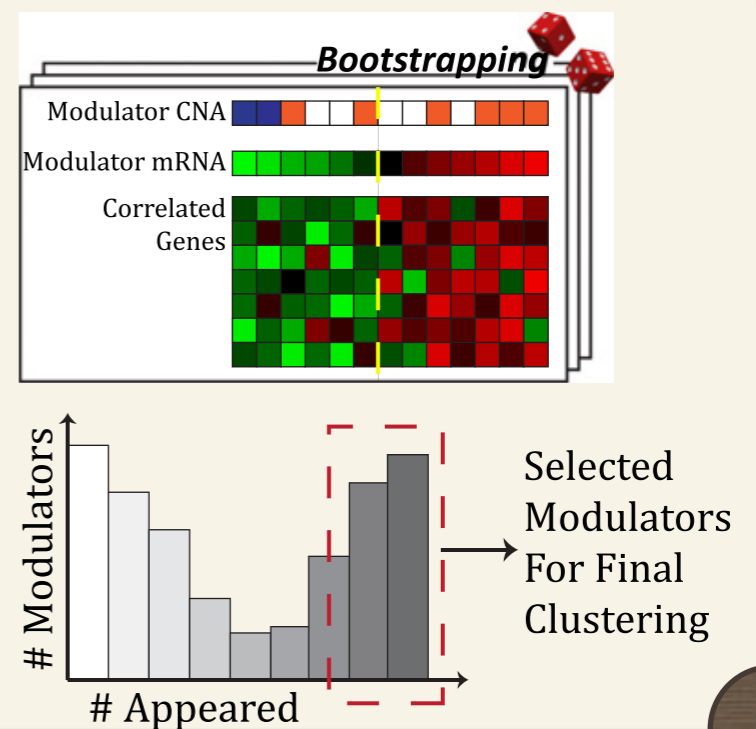 Bootstrapping
Modulator CNA
Modulator mRNA
Correlated
Genes
# Modulators
Selected
Modulators
For Final
Clustering
# Appeared